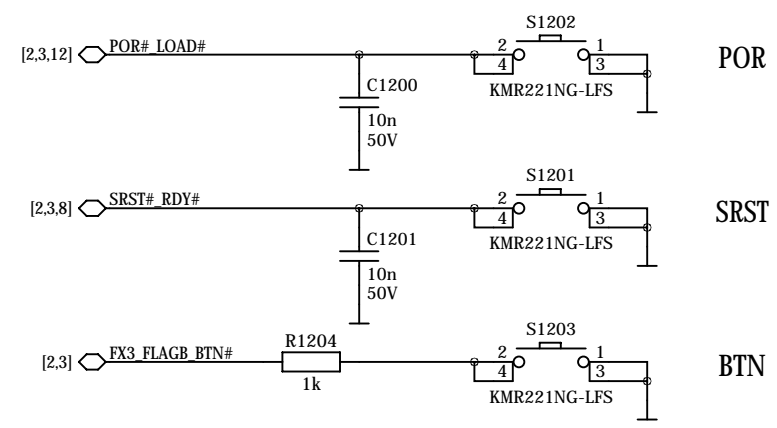 S1202
[2,3,12] POR#_LOAD# 2 1 POR
4 3
C1200 KMR221NG-LFS
10n
50V
S1201
[2,3,8] SRST#_RDY# 2 1 SRST
4 3
C1201 KMR221NG-LFS
10n
50V
R1204 S1203
[2,3] FX3_FLAGB_BTN# 2 1 BTN
1k 4 3
KMR221NG-LFS